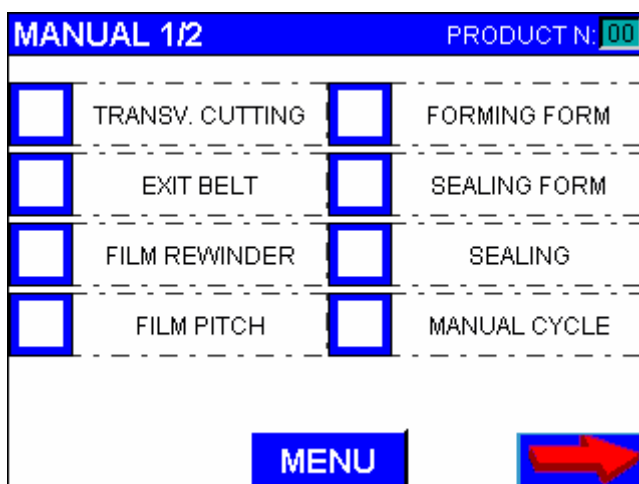 MANUAL 1/2 PRODUCT N: 00
TRANSV. CUTTING FORMING FORM
EXIT BELT SEALING FORM
FILM REWINDER SEALING
FILM PITCH MANUAL CYCLE
MENU